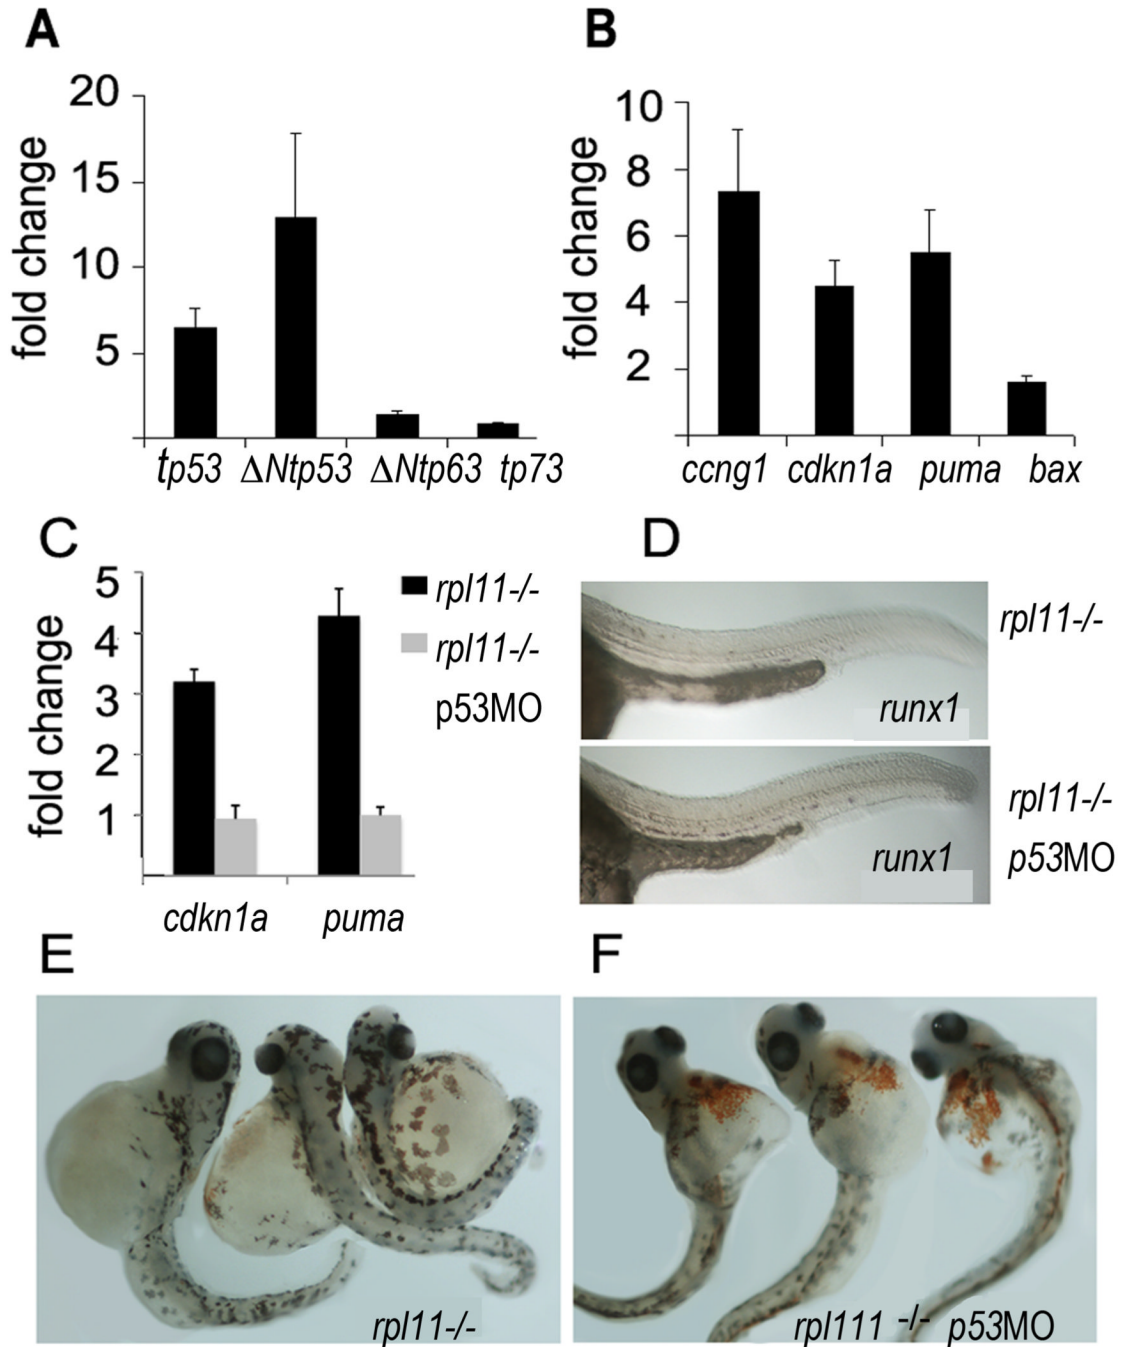 A
fold change
20
15
10
5
tp53 ΔNtp53 ΔNtp63 tp73
B
fold change
10
8
6
4
2
ccng1 cdkn1a puma bax
C
fold change
5
4
3
2
1
cdkn1a puma
rpl11-/-
rpl11-/-
p53MO
D
rpl11-/-
runx1
rpl11-/-
runx1 p53MO
E
rpl11-/-
F
rpl111 -/- p53MO